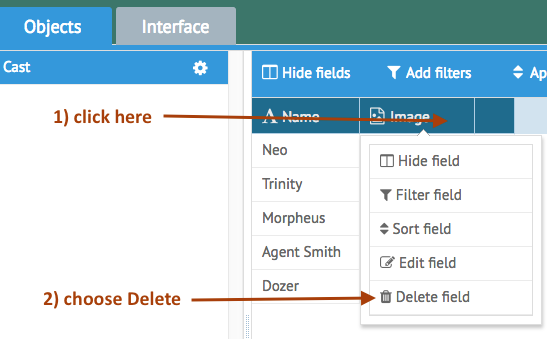 Objects
Interface
Cast
Hide fields
Add filters
Ap
1) click here
Name
Image
Neo
Trinity
Morpheus
Agent Smith
Dozer
Hide field
Filter field
Sort field
Edit field
2) choose Delete
Delete field